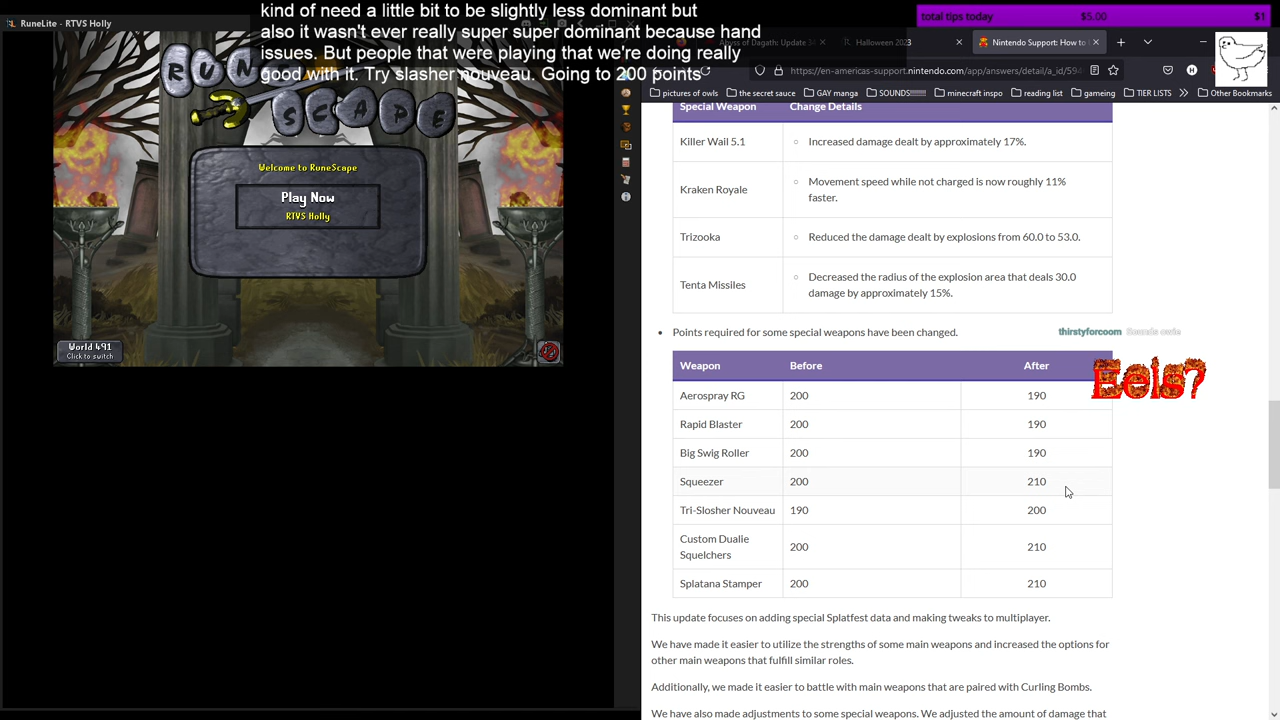 RuneLite - RTVS Holly
kind of need a little bit to be slightly less dominant but
also it wasn't ever really super super dominant because hand
issues. But people that were playing that we're doing really
good with it. Try slasher nouveau. Going to 200 points
total tips today $5.00 $1
RUNE
SCAPE
Welcome to RuneScape
Play Now
RTVS Holly
World 491
Click to switch
Abyss of Dagath: Update 3
Halloween 2023
Nintendo Support: How to
https://en-americas-support.nintendo.com/app/answers/detail/a_id/594
pictures of owls
the secret sauce
GAY manga
SOUNDS
minecraft inspo
reading list
gameing
TIER LISTS
Other Bookmarks
Special Weapon Change Details
Killer Wail 5.1 Increased damage dealt by approximately 17%.
Kraken Royale Movement speed while not charged is now roughly 11%
faster.
Trizooka Reduced the damage dealt by explosions from 60.0 to 53.0.
Tenta Missiles Decreased the radius of the explosion area that deals 30.0
damage by approximately 15%.
Points required for some special weapons have been changed.
thirstyforcoom Sounds owie
Eels?
Weapon Before After
Aerospray RG 200 190
Rapid Blaster 200 190
Big Swig Roller 200 190
Squeezer 200 210
Tri-Slosher Nouveau 190 200
Custom Dualie
Squelchers 200 210
Splatana Stamper 200 210
This update focuses on adding special Splatfest data and making tweaks to multiplayer.
We have made it easier to utilize the strengths of some main weapons and increased the options for
other main weapons that fulfill similar roles.
Additionally, we made it easier to battle with main weapons that are paired with Curling Bombs.
We have also made adjustments to some special weapons. We adjusted the amount of damage that